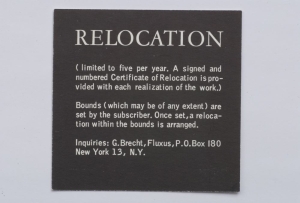 RELOCATION
( limited to five per year. A signed and
numbered Certificate of Relocation is pro-
vided with each realization of the work.)
Bounds ( which may be of any extent) are
set by the subscriber. Once set, a reloca-
tion within the bounds is arranged.
Inquiries: G.Brecht, Fluxus, P.O.Box 180
New York 13, N.Y.